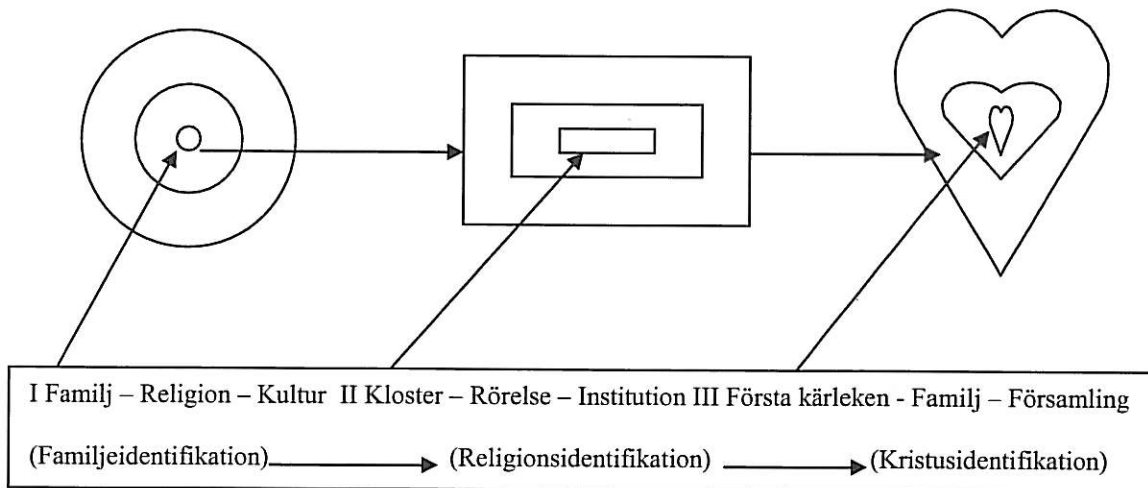 I Familj – Religion – Kultur II Kloster – Rörelse – Institution III Första kärleken - Familj – Församling
(Familjeidentifikation) (Religionsidentifikation) (Kristusidentifikation)